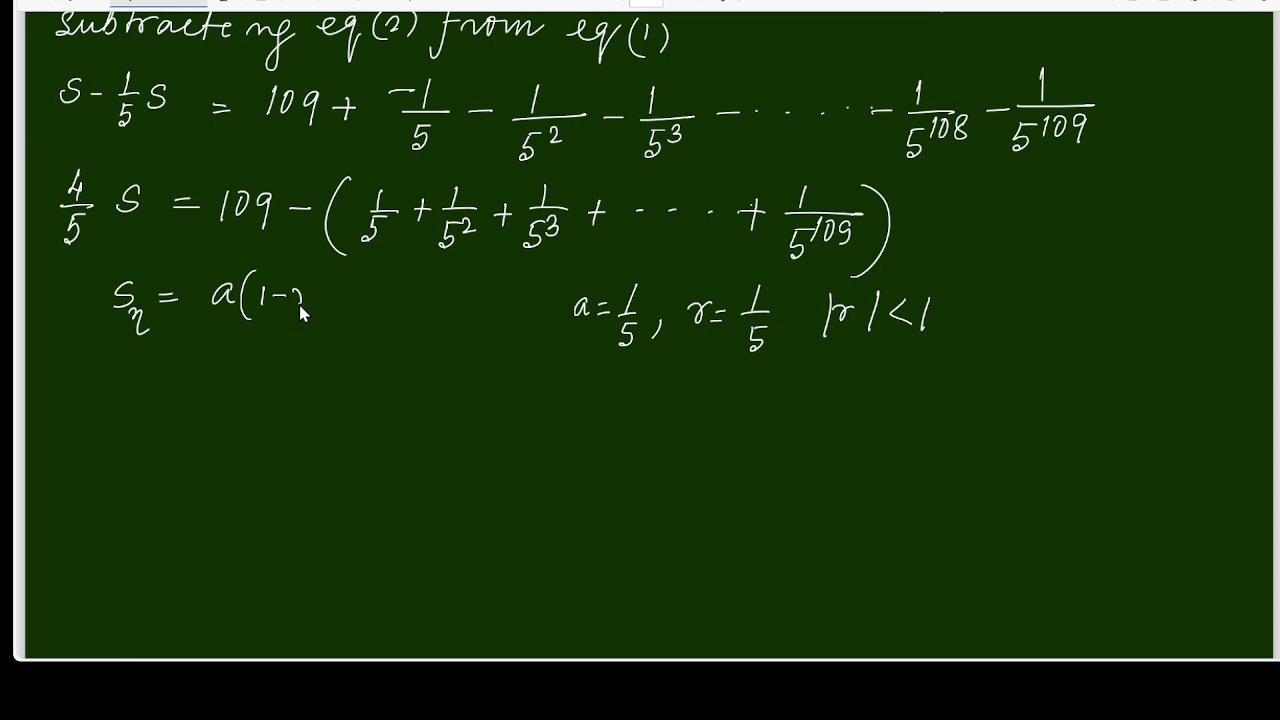 Subtracting eq(2) from eq(1)
S - 1/5 S = 109 + -1/5 - 1/5^2 - 1/5^3 - ..... - 1/5^108 - 1/5^109
4/5 S = 109 - (1/5 + 1/5^2 + 1/5^3 + .... + 1/5^109)
Sη = a(1- a = 1/5, r = 1/5 |r| < 1